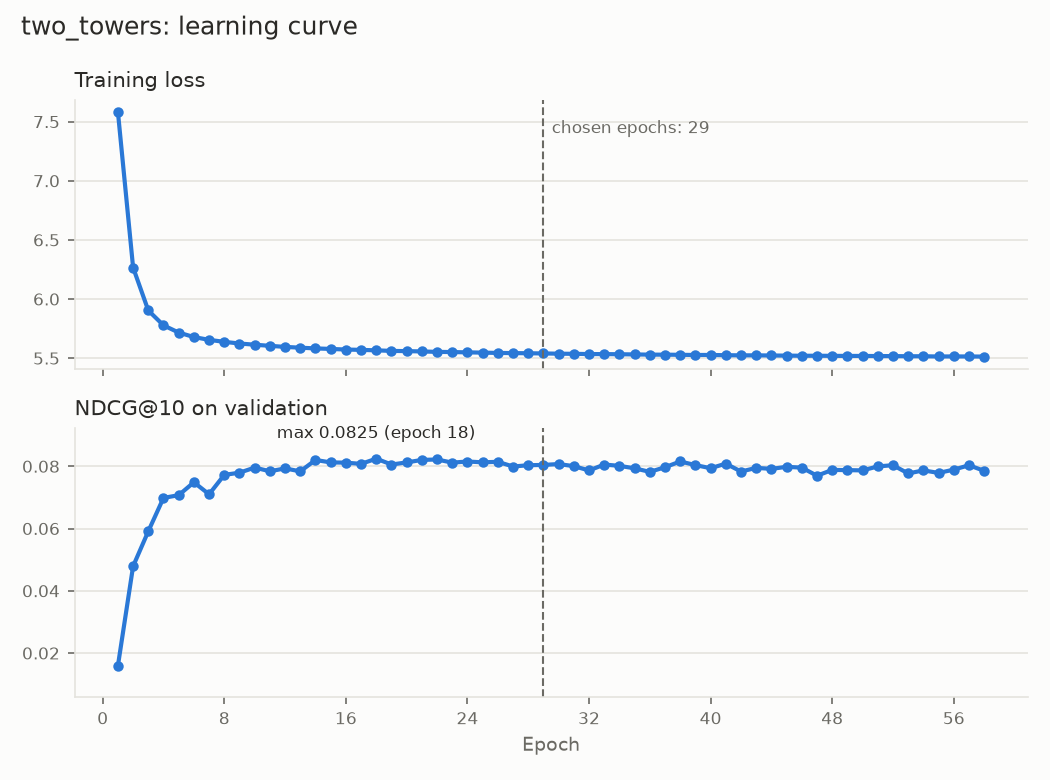 two_towers: learning curve
Training loss
7.5
chosen epochs: 29
7.0
6.5
6.0
5.5
NDCG@10 on validation
max 0.0825 (epoch 18)
0.08
0.06
0.04
0.02
0 8 16 24 32 40 48 56
Epoch